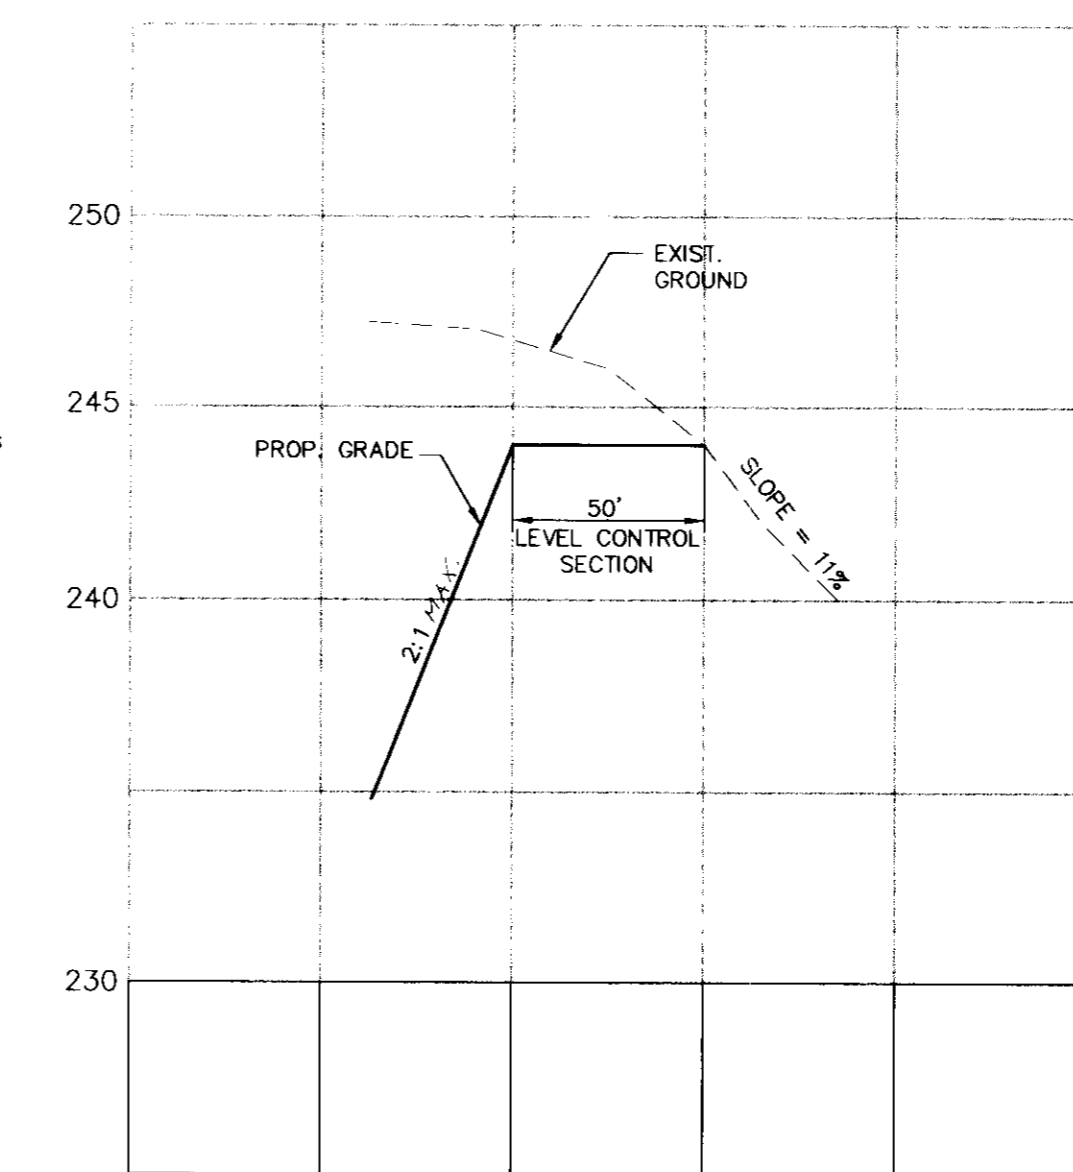 250
EXIST.
GROUND
245
PROP. GRADE
SLOPE = 11%
50'
LEVEL CONTROL
SECTION
2:1 MAX.
240
230